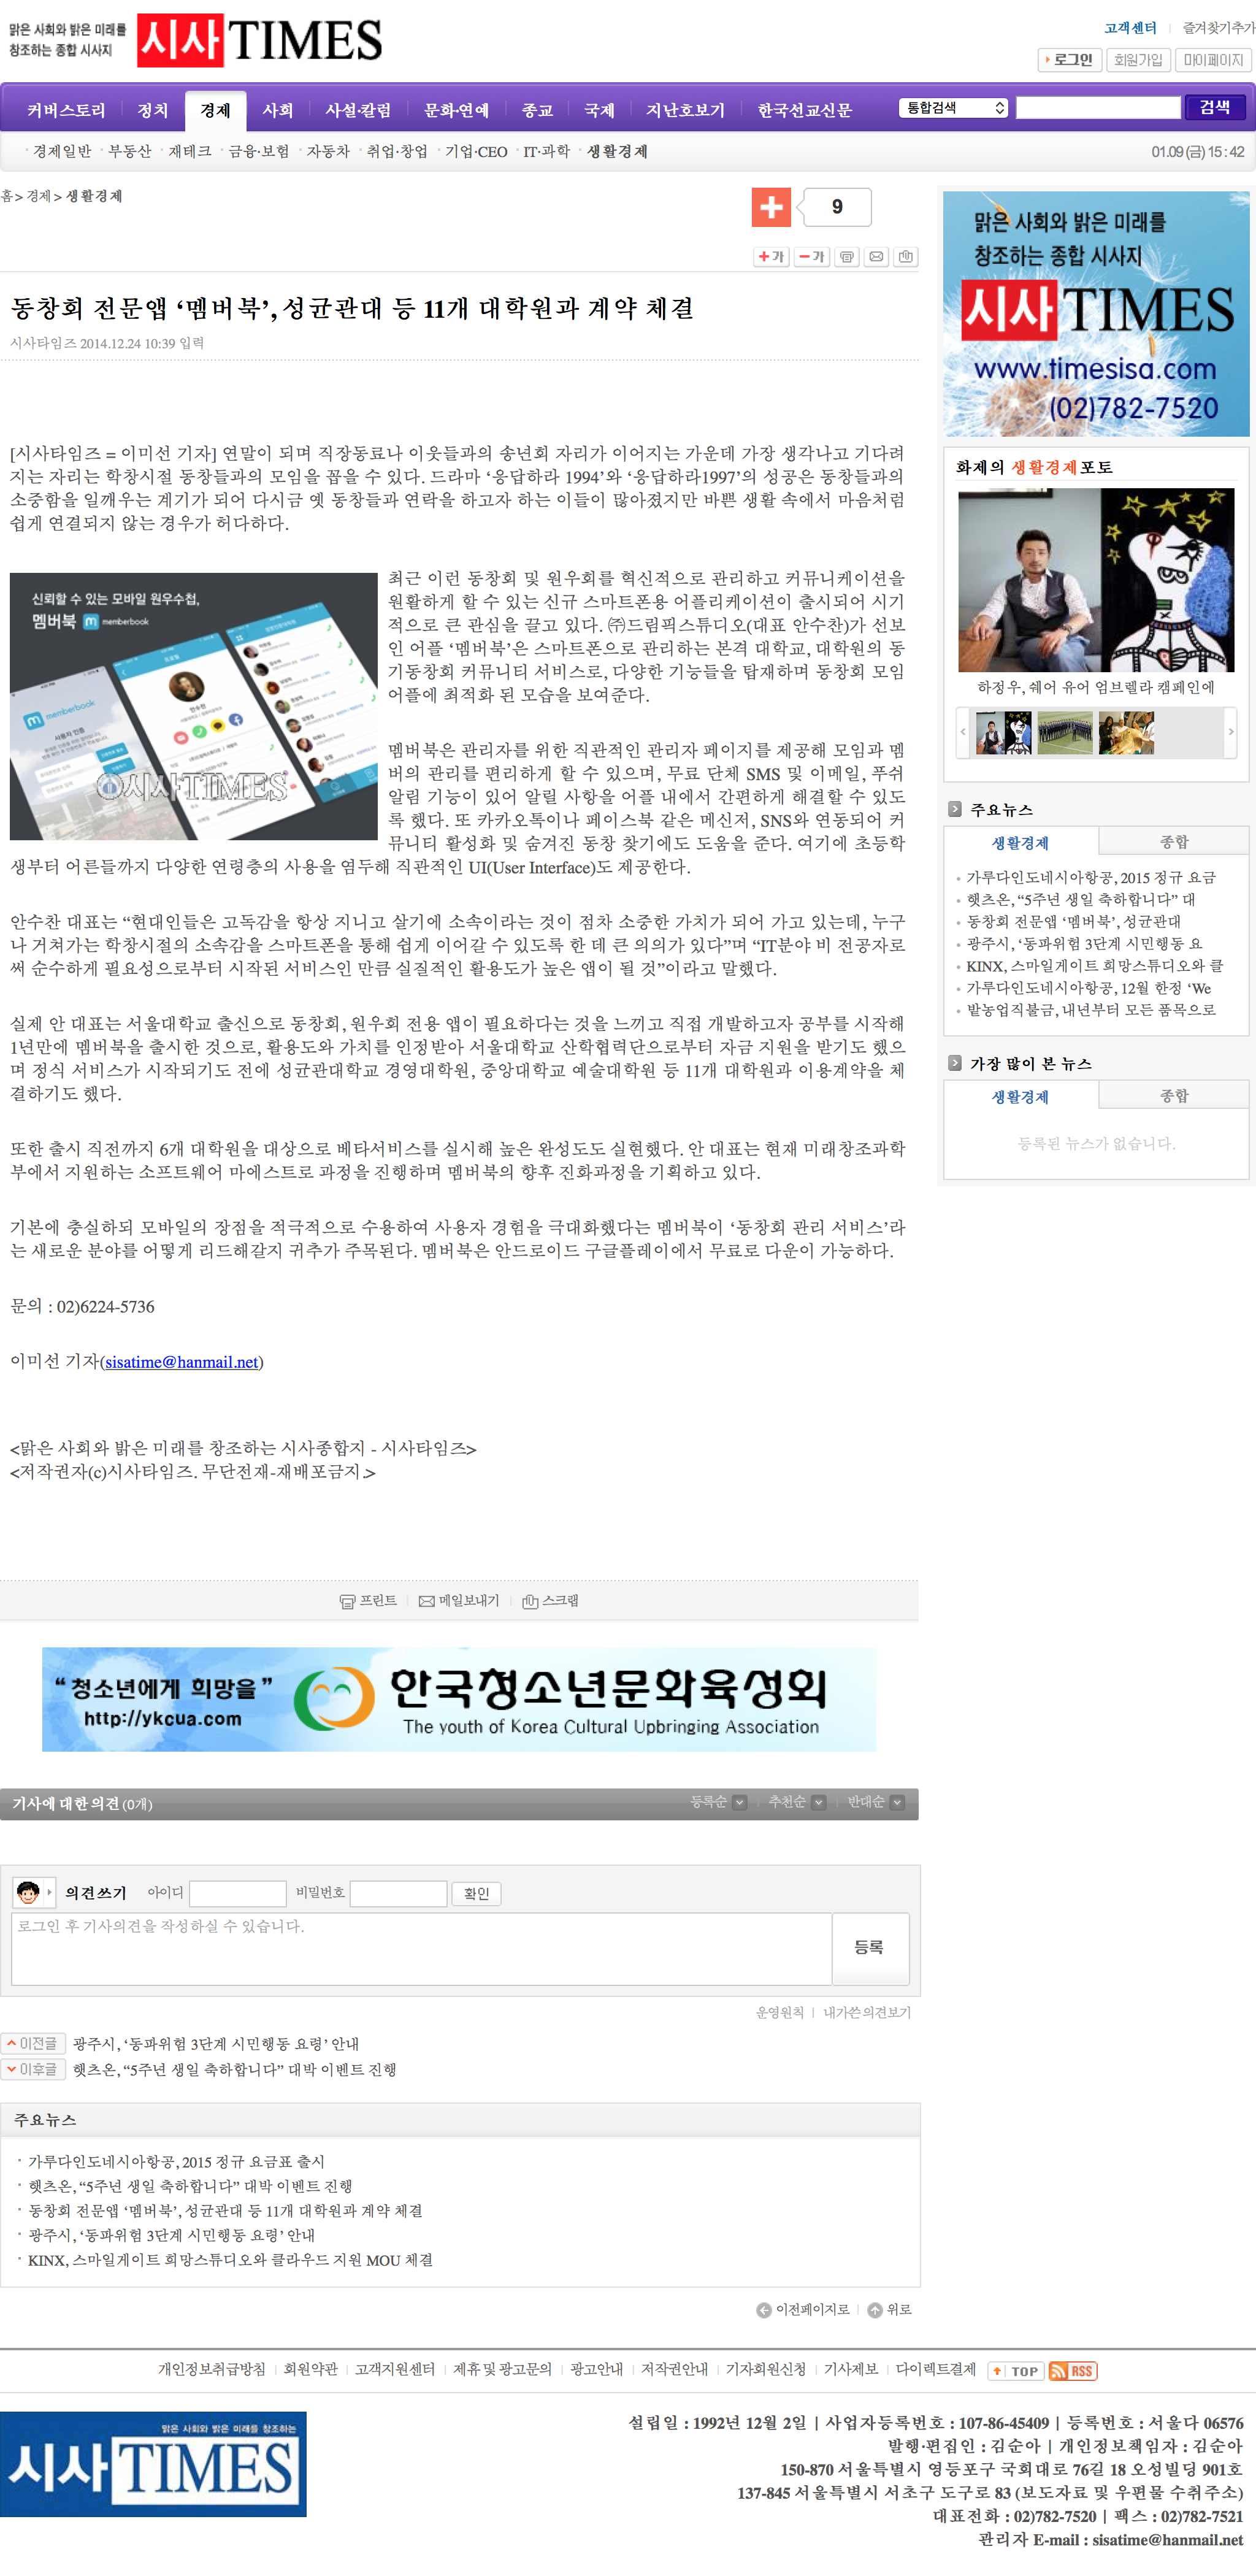 맑은 사회와 밝은 미래를
창조하는 종합 시사지
시사TIMES
고객센터 | 즐겨찾기추가
로그인 회원가입 마이페이지
커버스토리 정치 경제 사회 사설·칼럼 문화·연예 종교 국제 지난호보기 한국선교신문 통합검색 검색
경제일반 부동산 재테크 금융·보험 자동차 취업·창업 기업·CEO IT·과학 생활경제 01.09 (금) 15 : 42
홈 > 경제 > 생활경제
9
+가 -가
동창회 전문앱 ‘멤버북’, 성균관대 등 11개 대학원과 계약 체결
시사타임즈 2014.12.24 10:39 입력
[시사타임즈 = 이미선 기자] 연말이 되며 직장동료나 이웃들과의 송년회 자리가 이어지는 가운데 가장 생각나고 기다려
지는 자리는 학창시절 동창들과의 모임을 꼽을 수 있다. 드라마 ‘응답하라 1994’와 ‘응답하라1997’의 성공은 동창들과의
소중함을 일깨우는 계기가 되어 다시금 옛 동창들과 연락을 하고자 하는 이들이 많아졌지만 바쁜 생활 속에서 마음처럼
쉽게 연결되지 않는 경우가 허다하다.
신뢰할 수 있는 모바일 원우수첩,
멤버북 memberbook
memberbook
사용자 인증
프로필
시사TIMES
최근 이런 동창회 및 원우회를 혁신적으로 관리하고 커뮤니케이션을
원활하게 할 수 있는 신규 스마트폰용 어플리케이션이 출시되어 시기
적으로 큰 관심을 끌고 있다. ㈜드림픽스튜디오(대표 안수찬)가 선보
인 어플 ‘멤버북’은 스마트폰으로 관리하는 본격 대학교, 대학원의 동
기동창회 커뮤니티 서비스로, 다양한 기능들을 탑재하며 동창회 모임
어플에 최적화 된 모습을 보여준다.
멤버북은 관리자를 위한 직관적인 관리자 페이지를 제공해 모임과 멤
버의 관리를 편리하게 할 수 있으며, 무료 단체 SMS 및 이메일, 푸쉬
알림 기능이 있어 알릴 사항을 어플 내에서 간편하게 해결할 수 있도
록 했다. 또 카카오톡이나 페이스북 같은 메신저, SNS와 연동되어 커
뮤니티 활성화 및 숨겨진 동창 찾기에도 도움을 준다. 여기에 초등학
생부터 어른들까지 다양한 연령층의 사용을 염두해 직관적인 UI(User Interface)도 제공한다.
안수찬 대표는 “현대인들은 고독감을 항상 지니고 살기에 소속이라는 것이 점차 소중한 가치가 되어 가고 있는데, 누구
나 거쳐가는 학창시절의 소속감을 스마트폰을 통해 쉽게 이어갈 수 있도록 한 데 큰 의의가 있다”며 “IT분야 비 전공자로
써 순수하게 필요성으로부터 시작된 서비스인 만큼 실질적인 활용도가 높은 앱이 될 것”이라고 말했다.
실제 안 대표는 서울대학교 출신으로 동창회, 원우회 전용 앱이 필요하다는 것을 느끼고 직접 개발하고자 공부를 시작해
1년만에 멤버북을 출시한 것으로, 활용도와 가치를 인정받아 서울대학교 산학협력단으로부터 자금 지원을 받기도 했으
며 정식 서비스가 시작되기도 전에 성균관대학교 경영대학원, 중앙대학교 예술대학원 등 11개 대학원과 이용계약을 체
결하기도 했다.
또한 출시 직전까지 6개 대학원을 대상으로 베타서비스를 실시해 높은 완성도도 실현했다. 안 대표는 현재 미래창조과학
부에서 지원하는 소프트웨어 마에스트로 과정을 진행하며 멤버북의 향후 진화과정을 기획하고 있다.
기본에 충실하되 모바일의 장점을 적극적으로 수용하여 사용자 경험을 극대화했다는 멤버북이 ‘동창회 관리 서비스’라
는 새로운 분야를 어떻게 리드해갈지 귀추가 주목된다. 멤버북은 안드로이드 구글플레이에서 무료로 다운이 가능하다.
문의 : 02)6224-5736
이미선 기자(sisatime@hanmail.net)
<맑은 사회와 밝은 미래를 창조하는 시사종합지 - 시사타임즈>
<저작권자(c)시사타임즈. 무단전재-재배포금지.>
프린트 | 메일보내기 | 스크랩
“청소년에게 희망을”
http://ykcua.com
한국청소년문화육성회
The youth of Korea Cultural Upbringing Association
기사에 대한 의견 (0개) 등록순 추천순 반대순
의견쓰기 아이디 비밀번호 확인
로그인 후 기사의견을 작성하실 수 있습니다.
등록
운영원칙 | 내가쓴 의견보기
이전글 광주시, ‘동파위험 3단계 시민행동 요령’ 안내
이후글 햇츠온, “5주년 생일 축하합니다” 대박 이벤트 진행
주요뉴스
가루다인도네시아항공, 2015 정규 요금표 출시
햇츠온, “5주년 생일 축하합니다” 대박 이벤트 진행
동창회 전문앱 ‘멤버북’, 성균관대 등 11개 대학원과 계약 체결
광주시, ‘동파위험 3단계 시민행동 요령’ 안내
KINX, 스마일게이트 희망스튜디오와 클라우드 지원 MOU 체결
이전페이지로 | 위로
맑은 사회와 밝은 미래를
창조하는 종합 시사지
시사TIMES
www.timesisa.com
(02)782-7520
화제의 생활경제포토
하정우, 쉐어 유어 엄브렐라 캠페인에
주요뉴스
생활경제 종합
가루다인도네시아항공, 2015 정규 요금
햇츠온, “5주년 생일 축하합니다” 대
동창회 전문앱 ‘멤버북’, 성균관대
광주시, ‘동파위험 3단계 시민행동 요
KINX, 스마일게이트 희망스튜디오와 클
가루다인도네시아항공, 12월 한정 ‘We
밭농업직불금, 내년부터 모든 품목으로
가장 많이 본 뉴스
생활경제 종합
등록된 뉴스가 없습니다.
개인정보취급방침 | 회원약관 | 고객지원센터 | 제휴 및 광고문의 | 광고안내 | 저작권안내 | 기자회원신청 | 기사제보 | 다이렉트결제 TOP RSS
맑은 사회와 밝은 미래를 창조하는
시사TIMES
설립일 : 1992년 12월 2일 | 사업자등록번호 : 107-86-45409 | 등록번호 : 서울다 06576
발행·편집인 : 김순아 | 개인정보책임자 : 김순아
150-870 서울특별시 영등포구 국회대로 76길 18 오성빌딩 901호
137-845 서울특별시 서초구 도구로 83 (보도자료 및 우편물 수취주소)
대표전화 : 02)782-7520 | 팩스 : 02)782-7521
관리자 E-mail : sisatime@hanmail.net